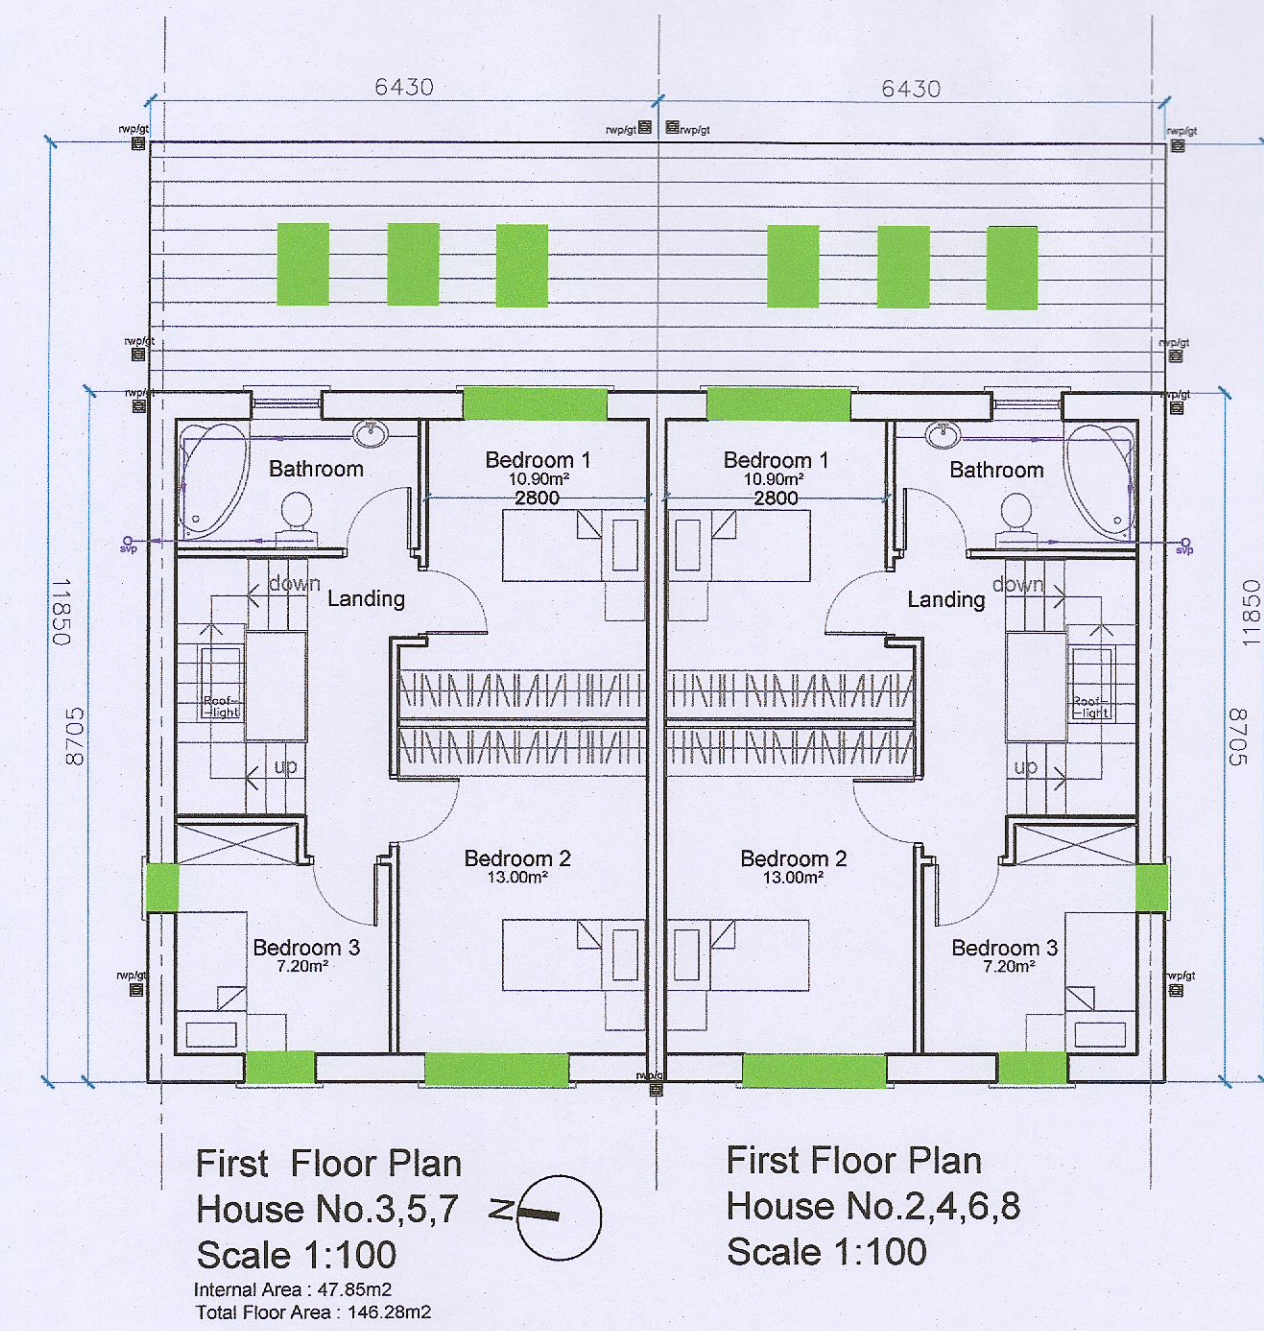 6430
6430
rwp/gt
rwp/gt
rwp/gt
rwp/gt
rwp/gt
rwp/gt
rwp/gt
rwp/gt
Bathroom
Bedroom 1
10.90m²
2800
Bedroom 1
10.90m²
2800
Bathroom
svp
svp
down
Landing
Landing
down
11850
11850
Roof-
-light
Roof-
-light
8705
8705
up
up
Bedroom 2
13.00m²
Bedroom 2
13.00m²
Bedroom 3
7.20m²
Bedroom 3
7.20m²
rwp/gt
rwp/gt
rwp/g
First Floor Plan
House No.3,5,7
Scale 1:100
Internal Area : 47.85m2
Total Floor Area : 146.28m2
N
First Floor Plan
House No.2,4,6,8
Scale 1:100